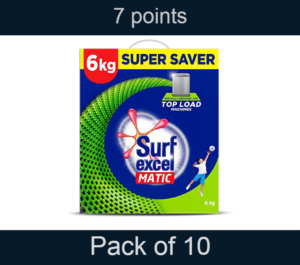 7 points
6kg SUPER SAVER
TOP LOAD
MACHINES
Surf
excel
MATIC
6 kg
Pack of 10